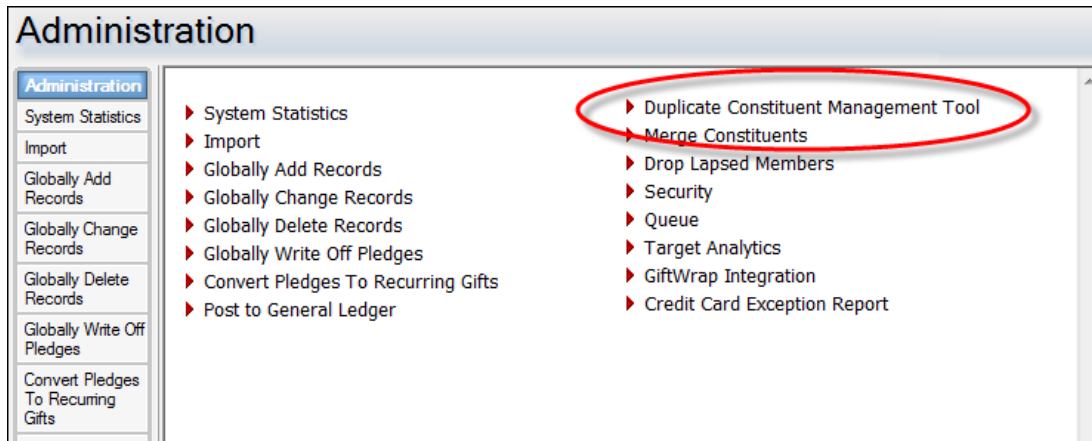 Administration
Administration
System Statistics
Import
Globally Add
Records
Globally Change
Records
Globally Delete
Records
Globally Write Off
Pledges
Convert Pledges
To Recurring
Gifts
System Statistics
Import
Globally Add Records
Globally Change Records
Globally Delete Records
Globally Write Off Pledges
Convert Pledges To Recurring Gifts
Post to General Ledger
Duplicate Constituent Management Tool
Merge Constituents
Drop Lapsed Members
Security
Queue
Target Analytics
GiftWrap Integration
Credit Card Exception Report